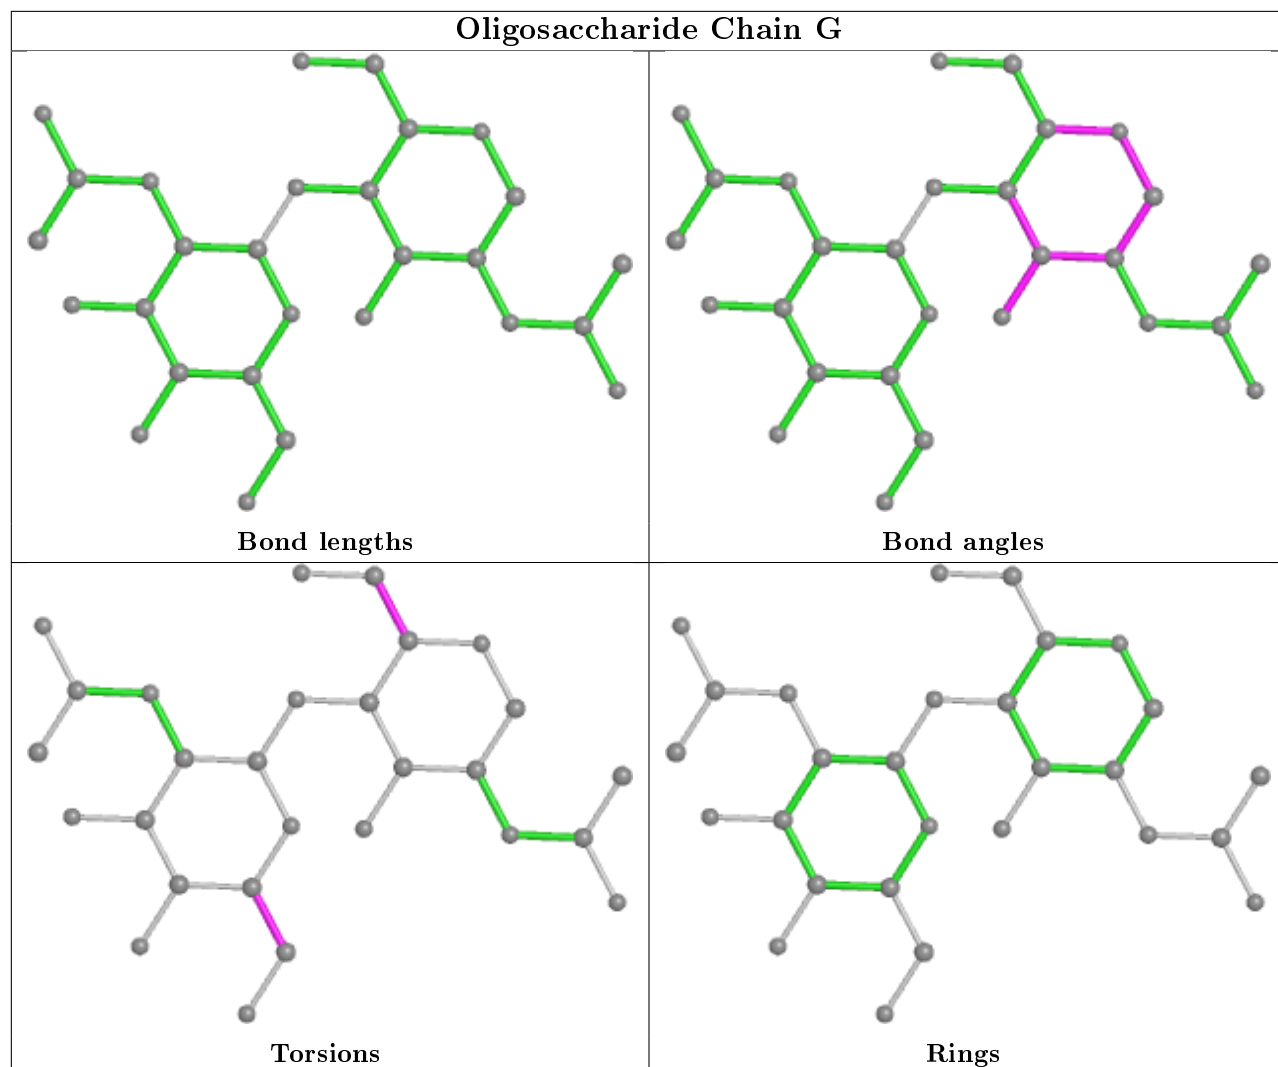 Oligosaccharide Chain G
Bond lengths
Bond angles
Torsions
Rings